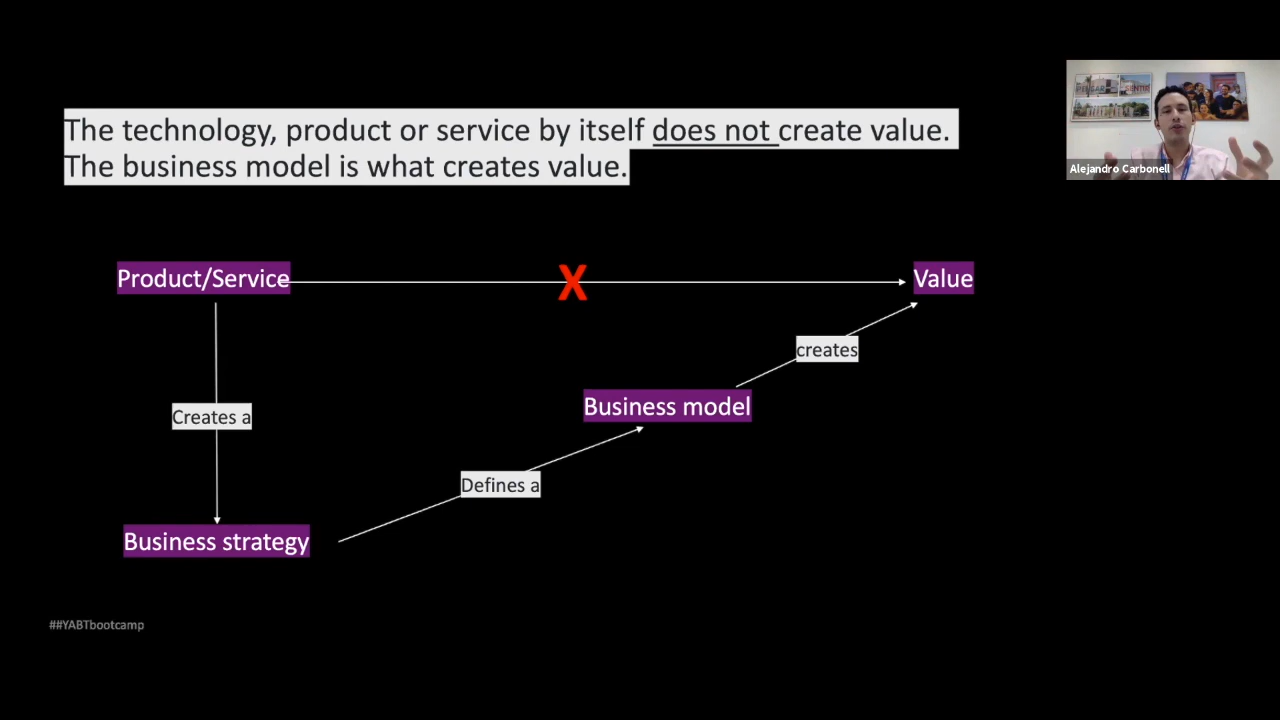 The technology, product or service by itself does not create value.
The business model is what creates value.
Alejandro Carbonell
Product/Service
X
Value
creates
Business model
Creates a
Defines a
Business strategy
##YABTbootcamp